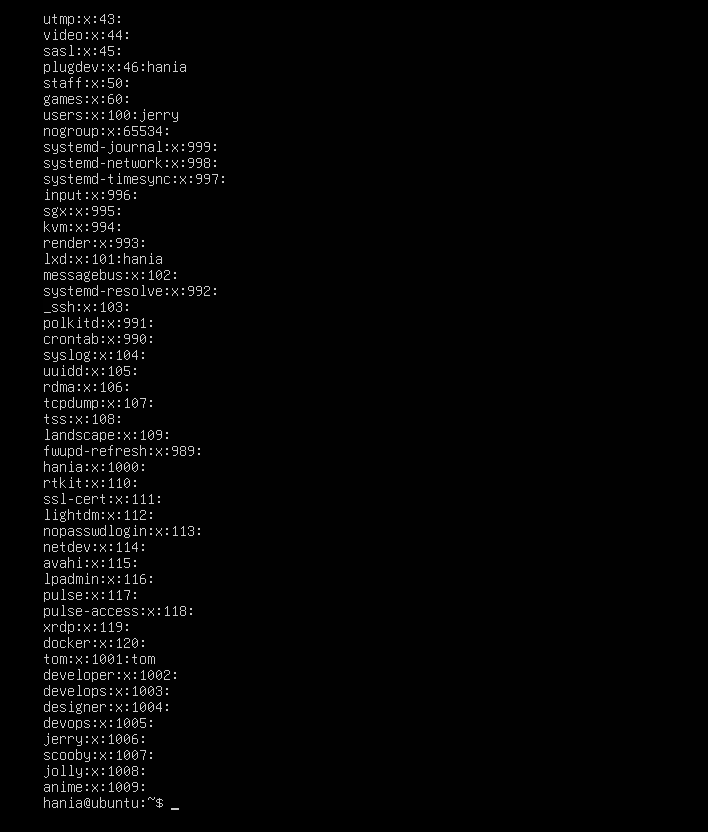 utmp:x:43:
video:x:44:
sasl:x:45:
plugdev:x:46:hania
staff:x:50:
games:x:60:
users:x:100:jerry
nogroup:x:65534:
systemd-journal:x:999:
systemd-network:x:998:
systemd-timesync:x:997:
input:x:996:
sgx:x:995:
kvm:x:994:
render:x:993:
lxd:x:101:hania
messagebus:x:102:
systemd-resolve:x:992:
_ssh:x:103:
polkitd:x:991:
crontab:x:990:
syslog:x:104:
uuidd:x:105:
rdma:x:106:
tcpdump:x:107:
tss:x:108:
landscape:x:109:
fwupd-refresh:x:989:
hania:x:1000:
rtkit:x:110:
ssl-cert:x:111:
lightdm:x:112:
nopasswdlogin:x:113:
netdev:x:114:
avahi:x:115:
lpadmin:x:116:
pulse:x:117:
pulse-access:x:118:
xrdp:x:119:
docker:x:120:
tom:x:1001:tom
developer:x:1002:
develops:x:1003:
designer:x:1004:
devops:x:1005:
jerry:x:1006:
scooby:x:1007:
jolly:x:1008:
anime:x:1009:
hania@ubuntu:~$ _